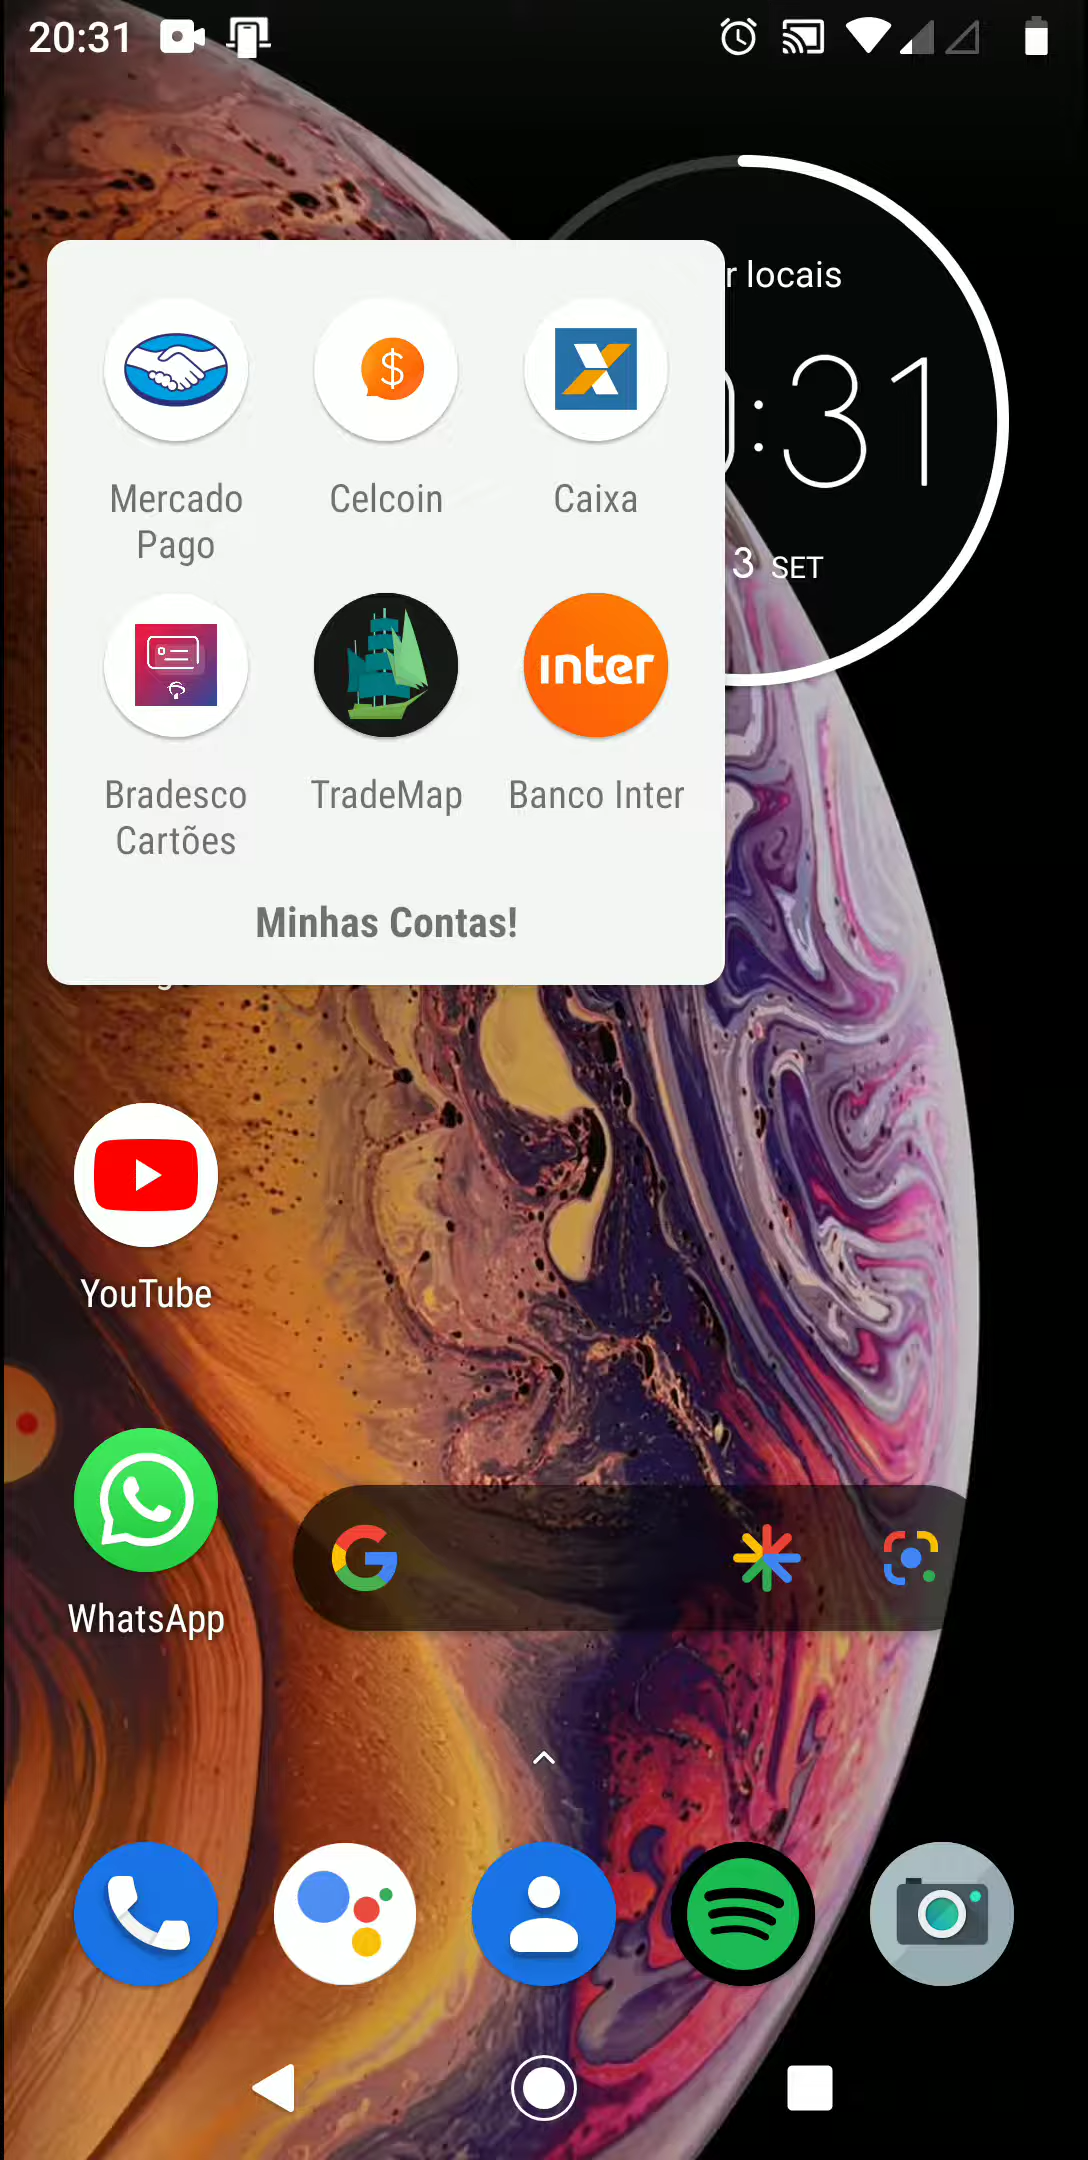 20:31
r locais
:31
3 SET
$
Mercado
Pago
Celcoin
Caixa
inter
Bradesco
Cartões
TradeMap
Banco Inter
Minhas Contas!
YouTube
WhatsApp
G